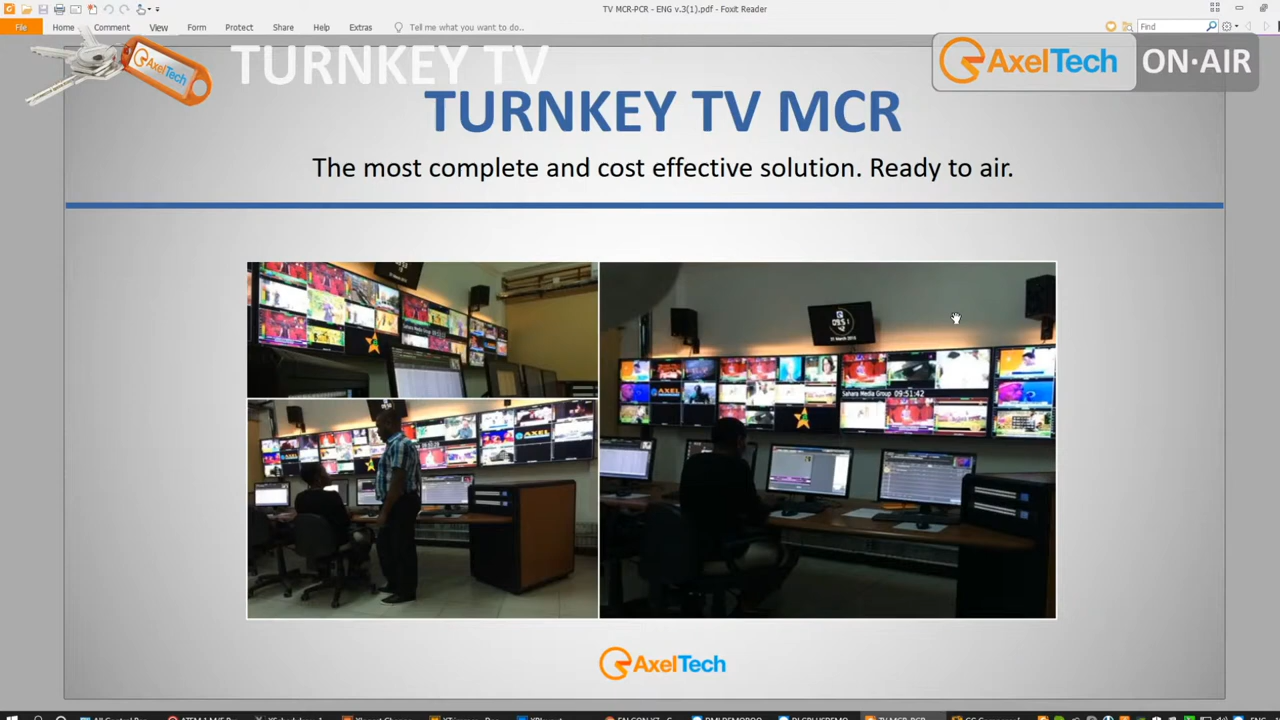 TV MCR-PCR - ENG v.3(1).pdf - Foxit Reader
File Home Comment View Form Protect Share Help Extras Tell me what you want to do.. Find
AxelTech
TURNKEY TV
AxelTech ON·AIR
TURNKEY TV MCR
The most complete and cost effective solution. Ready to air.
Sahara Media Group 09:51:42
AxelTech